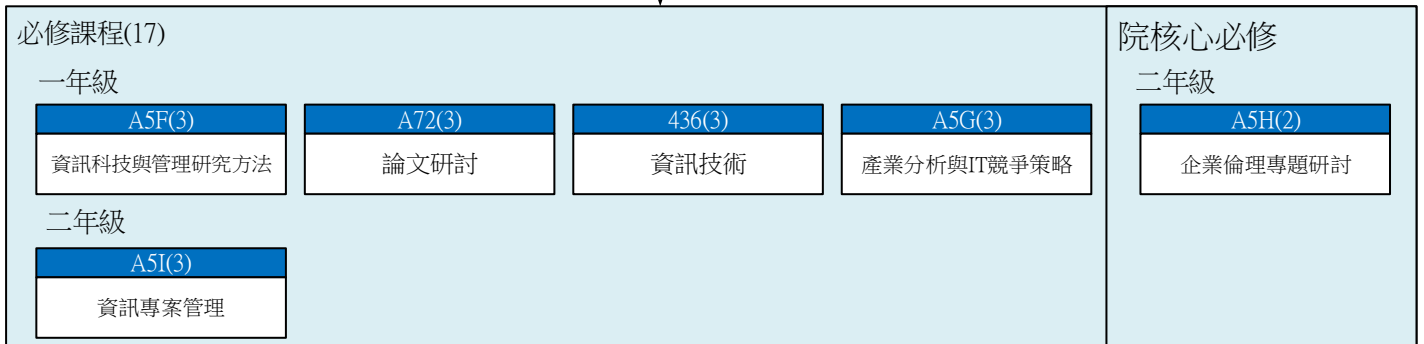 必修課程(17)
一年級
A5F(3)
資訊科技與管理研究方法
A72(3)
論文研討
436(3)
資訊技術
A5G(3)
產業分析與IT競爭策略
二年級
A5I(3)
資訊專案管理
院核心必修
二年級
A5H(2)
企業倫理專題研討